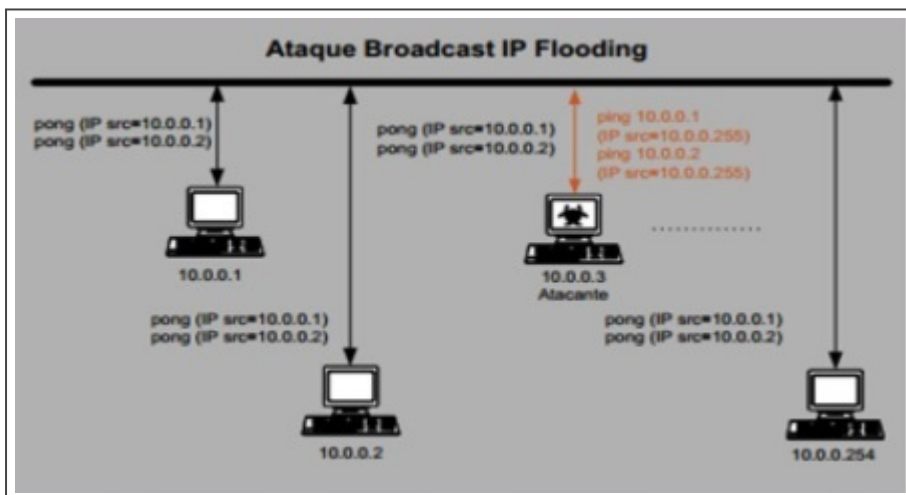 Ataque Broadcast IP Flooding
pong (IP src=10.0.0.1)
pong (IP src=10.0.0.2)
10.0.0.1
pong (IP src=10.0.0.1)
pong (IP src=10.0.0.2)
10.0.0.2
pong (IP src=10.0.0.1)
pong (IP src=10.0.0.2)
ping 10.0.0.1
(IP src=10.0.0.255)
ping 10.0.0.2
(IP src=10.0.0.255)
10.0.0.3
Atacante
.............
pong (IP src=10.0.0.1)
pong (IP src=10.0.0.2)
10.0.0.254